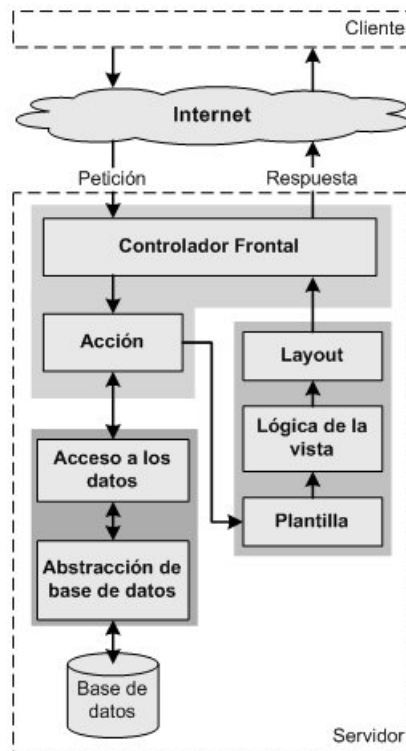 Cliente
Internet
Petición
Respuesta
Controlador Frontal
Acción
Layout
Lógica de la
vista
Plantilla
Acceso a los
datos
Abstracción de
base de datos
Base de
datos
Servidor